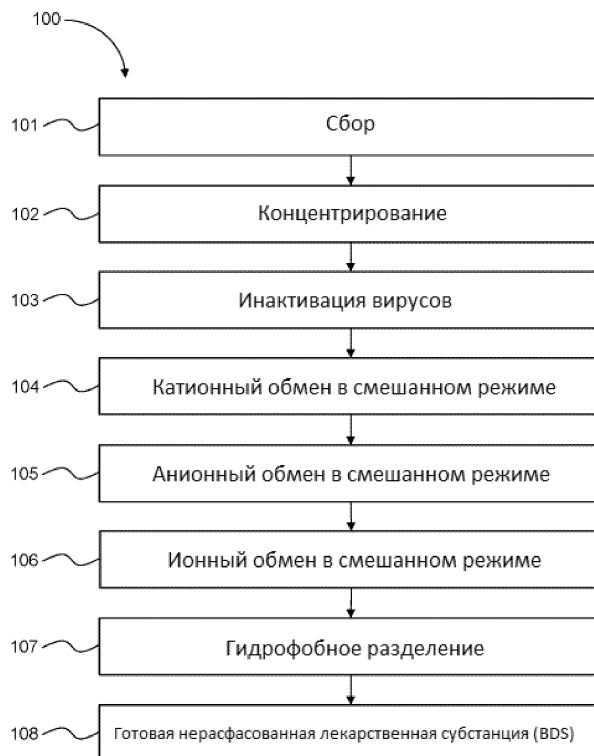 100
101
Сбор
102
Концентрирование
103
Инактивация вирусов
104
Катионный обмен в смешанном режиме
105
Анионный обмен в смешанном режиме
106
Ионный обмен в смешанном режиме
107
Гидрофобное разделение
108
Готовая нерасфасованная лекарственная субстанция (BDS)